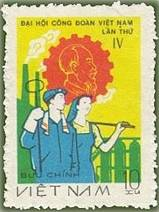 ĐẠI HỘI CÔNG ĐOÀN VIỆT NAM
LẦN THỨ
IV
BƯU CHÍNH
VIỆT NAM
10
XU